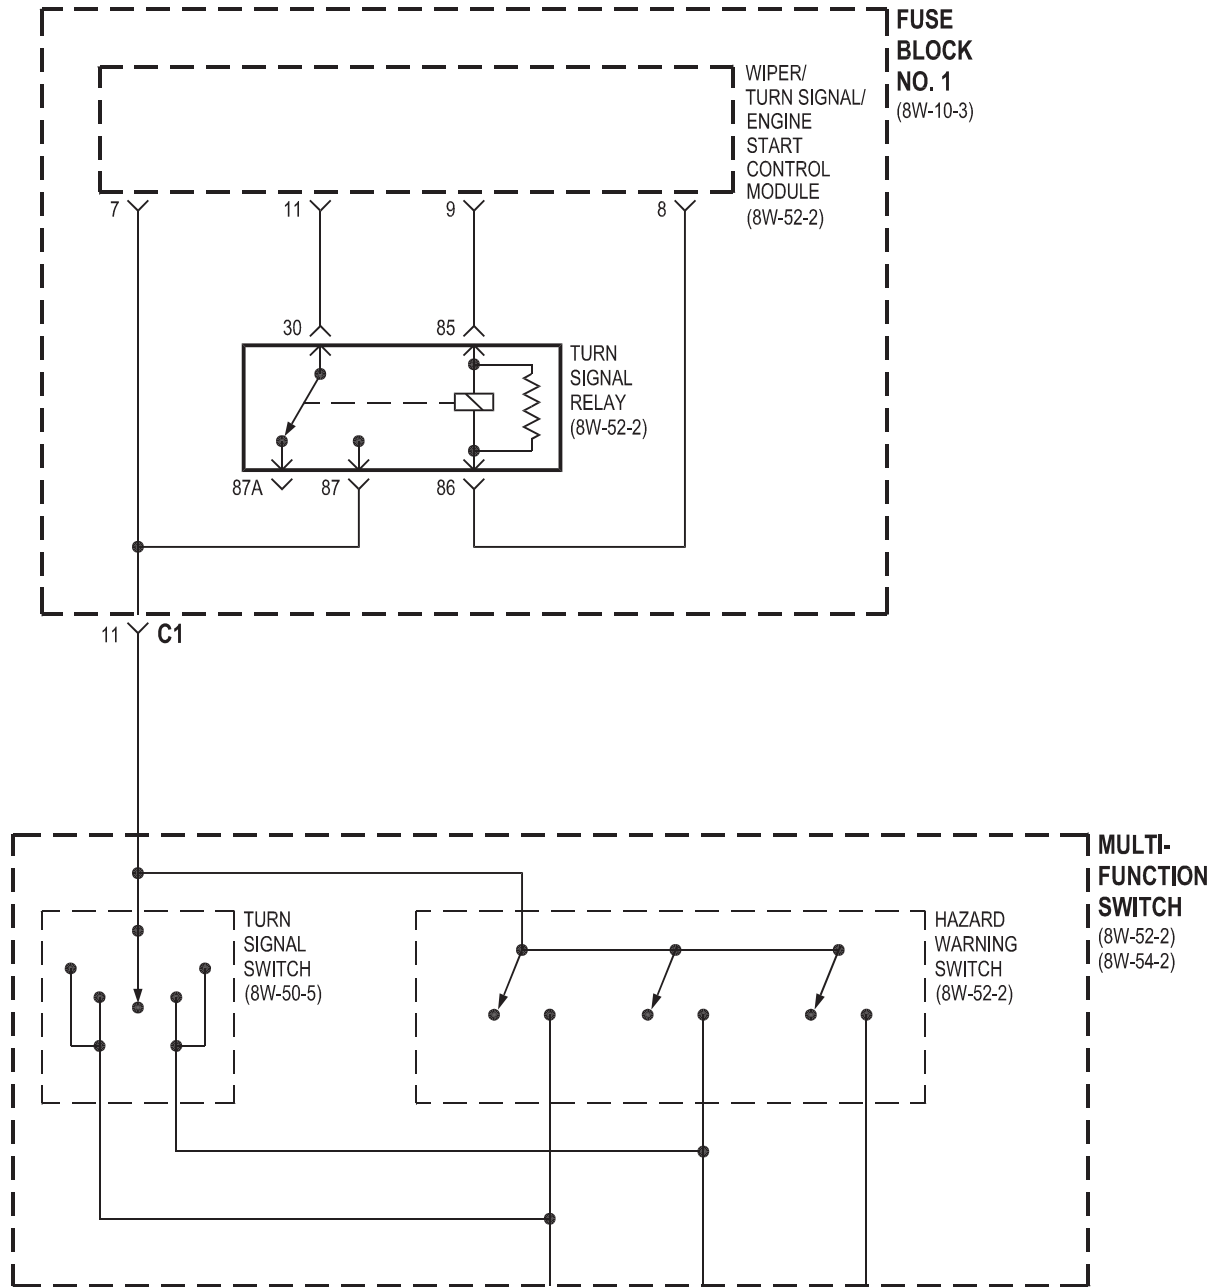 FUSE
BLOCK
NO. 1
(8W-10-3)
WIPER/
TURN SIGNAL/
ENGINE
START
CONTROL
MODULE
(8W-52-2)
7
11
9
8
30
85
TURN
SIGNAL
RELAY
(8W-52-2)
87A
87
86
11
C1
MULTI-
FUNCTION
SWITCH
(8W-52-2)
(8W-54-2)
TURN
SIGNAL
SWITCH
(8W-50-5)
HAZARD
WARNING
SWITCH
(8W-52-2)